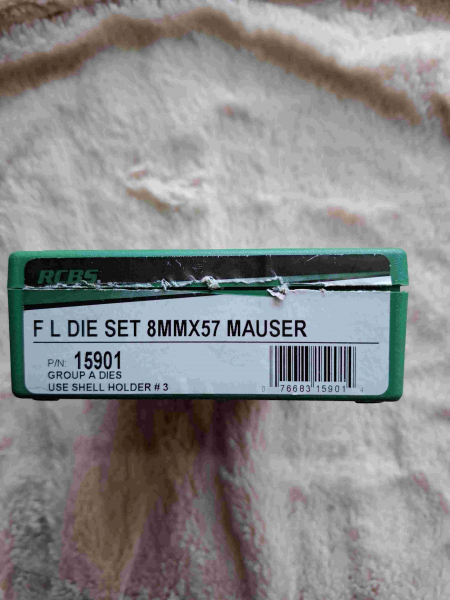 RCBS
F L DIE SET 8MMX57 MAUSER
P/N: 15901
GROUP A DIES
USE SHELL HOLDER # 3
0 76683 15901 4